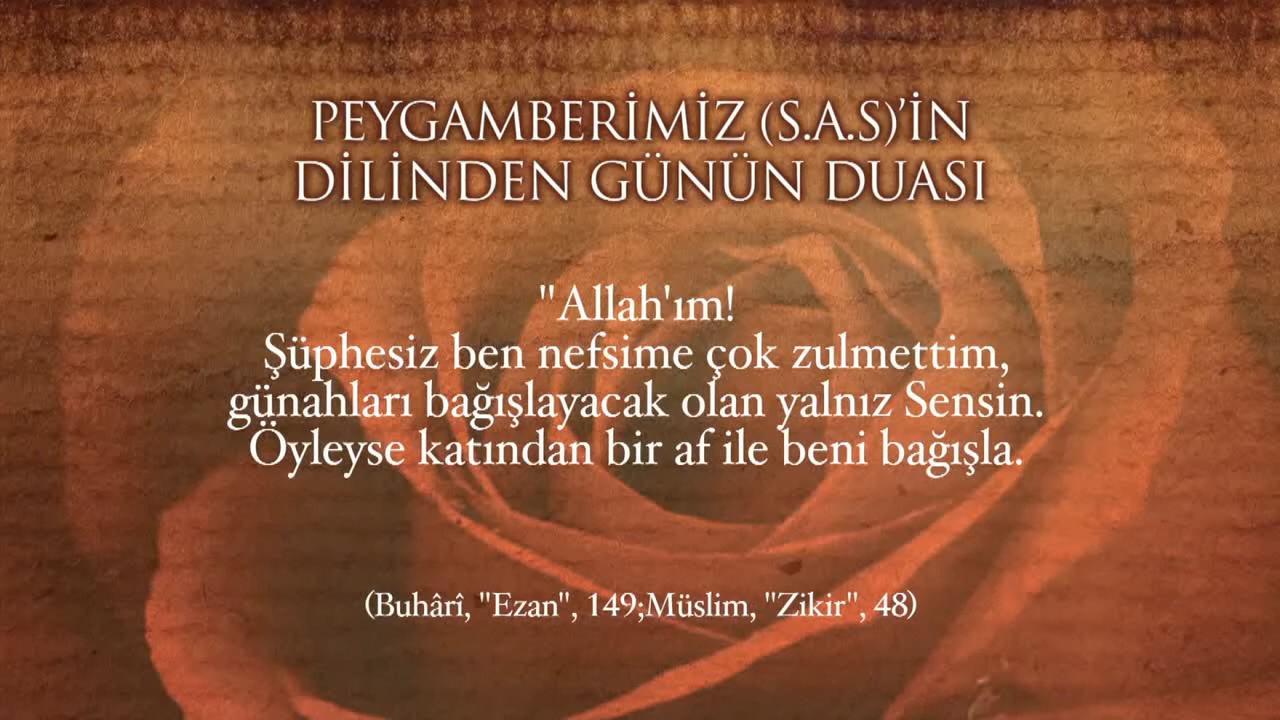 PEYGAMBERİMİZ (S.A.S)'İN
DİLİNDEN GÜNÜN DUASI
"Allah'ım!
Şüphesiz ben nefsime çok zulmettim,
günahları bağışlayacak olan yalnız Sensin.
Öyleyse katından bir af ile beni bağışla.
(Buhârî, "Ezan", 149;Müslim, "Zikir", 48)